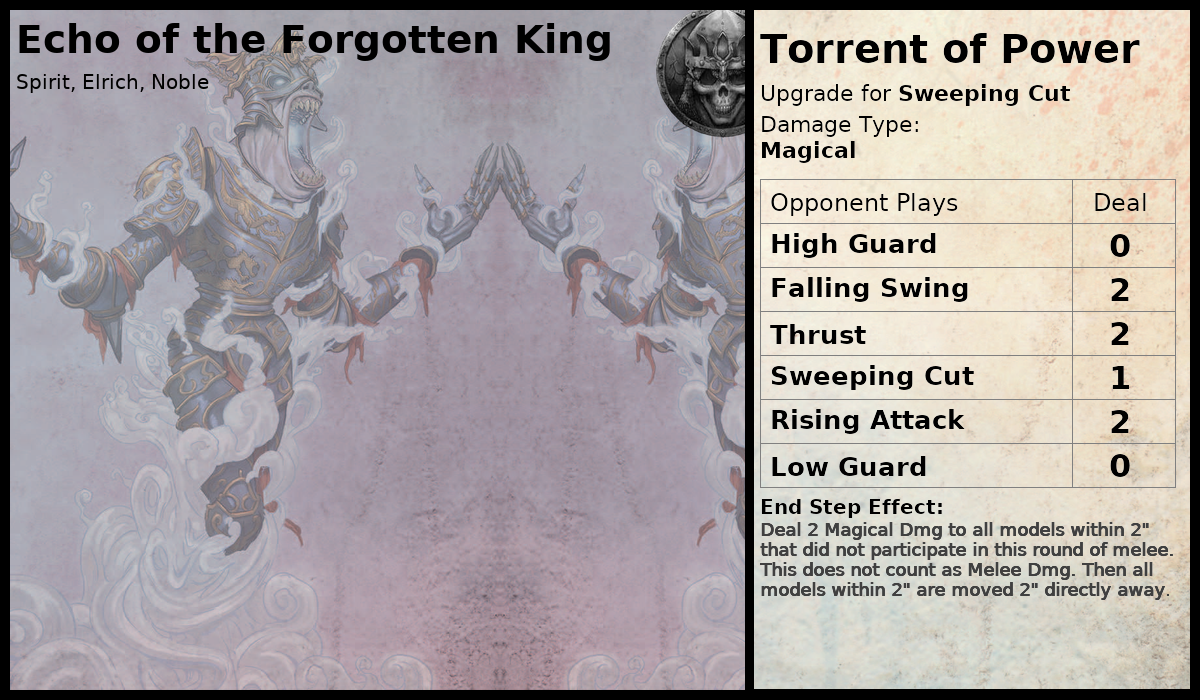 Echo of the Forgotten King
Spirit, Elrich, Noble
Torrent of Power
Upgrade for Sweeping Cut
Damage Type:
Magical
Opponent Plays Deal
High Guard 0
Falling Swing 2
Thrust 2
Sweeping Cut 1
Rising Attack 2
Low Guard 0
End Step Effect:
Deal 2 Magical Dmg to all models within 2"
that did not participate in this round of melee.
This does not count as Melee Dmg. Then all
models within 2" are moved 2" directly away.